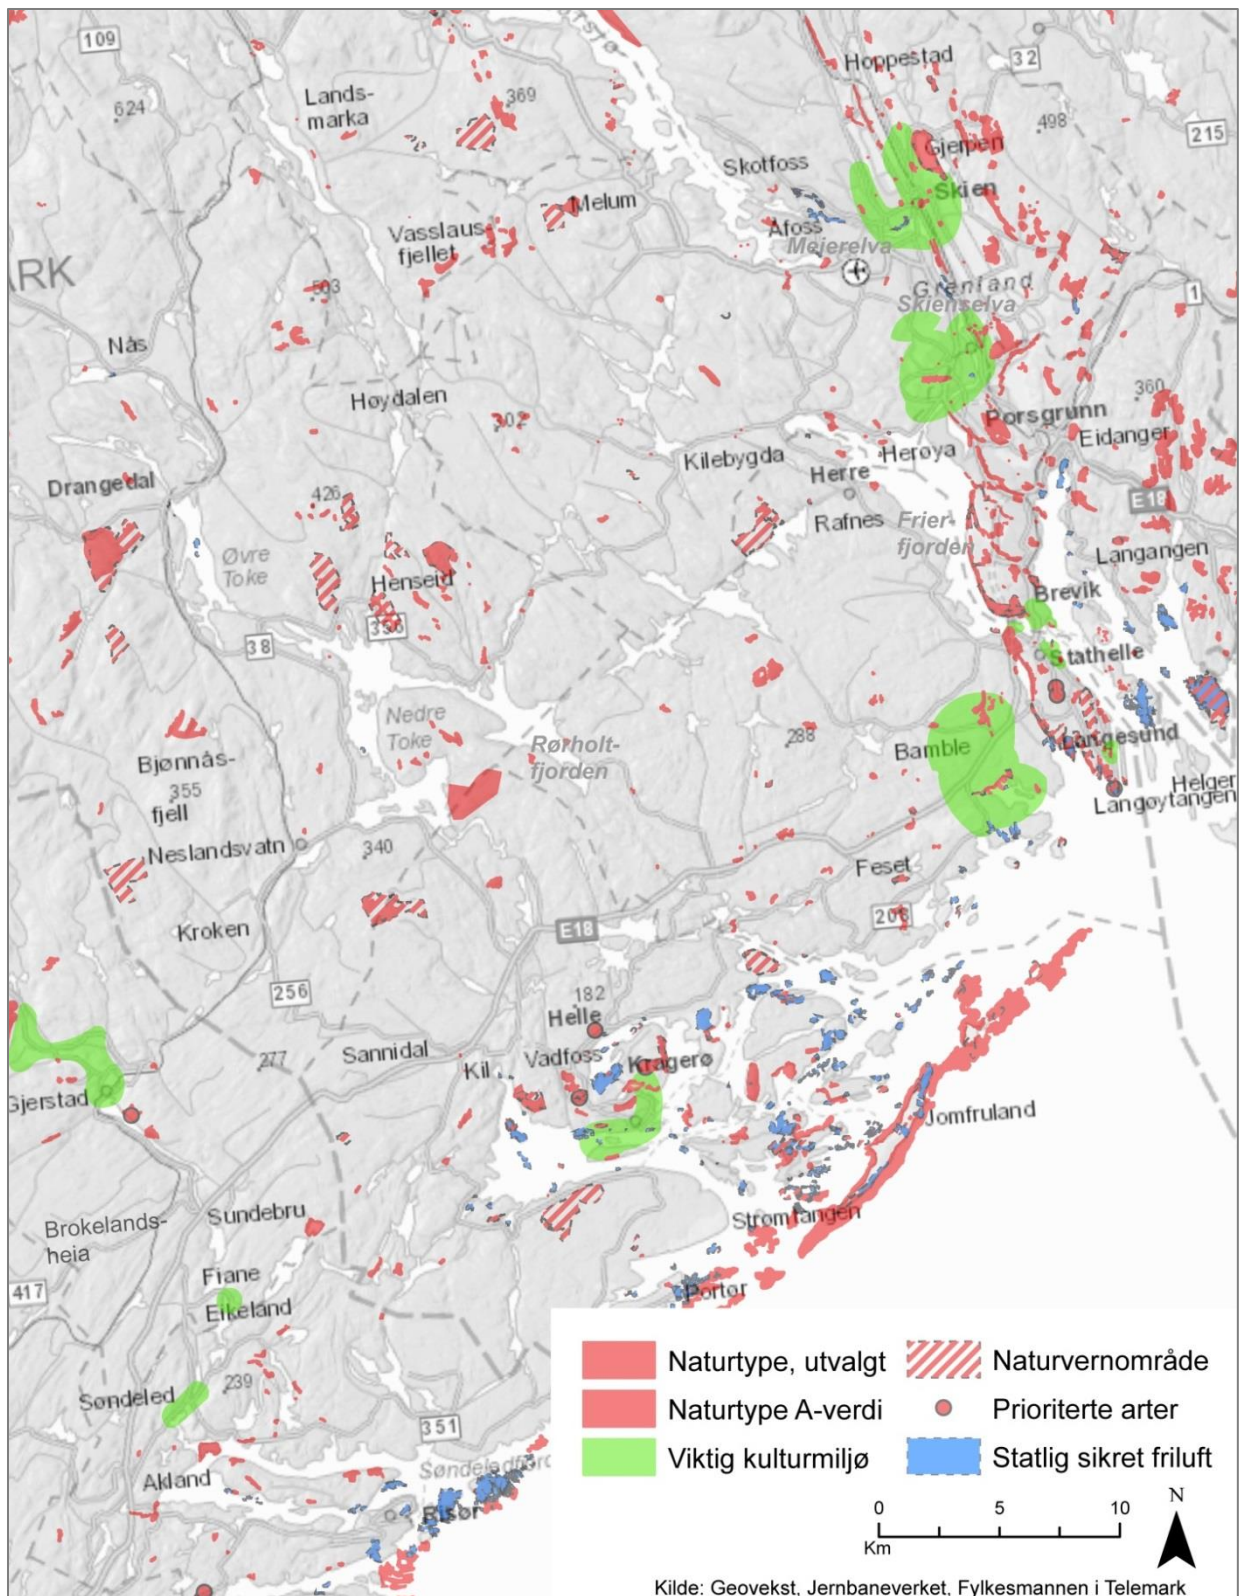 109
Hoppestad
32
Lands-
marka
369
624
498
215
Gjerpen
Skotfoss
Skien
Melum
Vasslaus-
fjellet
Åfoss
Meierelva
ARK
503
Grenland
Skienselva
1
Nås
Høydalen
360
302
Porsgrunn
Eidanger
Kilebygda
Herøya
Herre
Drangedal
426
E18
Rafnes
Frier-
fjorden
Langangen
Øvre
Toke
Henseid
Brevik
356
38
Stathelle
Nedre
Toke
Rørholt-
fjorden
288
Bamble
Langesund
Bjønnås-
fjell
355
Helger
Langøytangen
Neslandsvatn
340
Feset
208
Kroken
E18
256
182
Helle
277
Sannidal
Kil
Vadfoss
Kragerø
Gjerstad
Jomfruland
Sundebru
Strømtangen
Brokelands-
heia
Fiane
417
Eikeland
Portør
Søndeled
239
351
Akland
Søndeledfjord
Risør
Naturtype, utvalgt
Naturvernområde
Naturtype A-verdi
Prioriterte arter
Viktig kulturmiljø
Statlig sikret friluft
0 5 10
Km
N
Kilde: Geovekst, Jernbaneverket, Fylkesmannen i Telemark